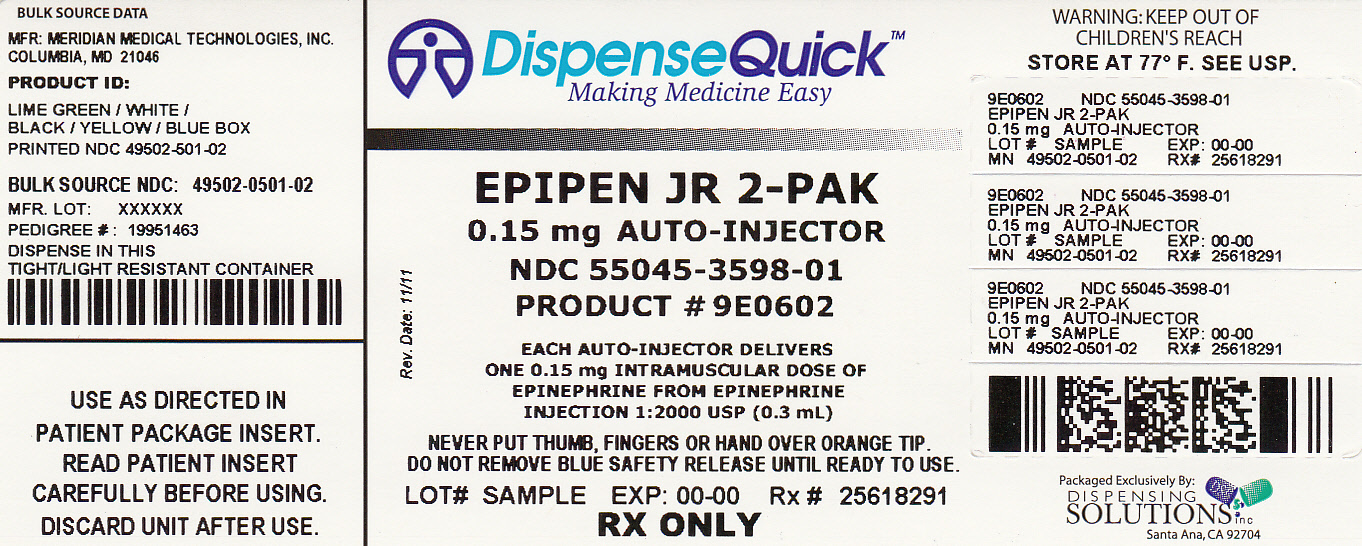 BULK SOURCE DATA
MFR: MERIDIAN MEDICAL TECHNOLOGIES, INC.
COLUMBIA, MD 21046
PRODUCT ID:
LIME GREEN / WHITE /
BLACK / YELLOW / BLUE BOX
PRINTED NDC 49502-501-02
BULK SOURCE NDC: 49502-0501-02
MFR. LOT: XXXXXX
PEDIGREE # : 19951463
DISPENSE IN THIS
TIGHT/LIGHT RESISTANT CONTAINER
USE AS DIRECTED IN
PATIENT PACKAGE INSERT.
READ PATIENT INSERT
CAREFULLY BEFORE USING.
DISCARD UNIT AFTER USE.
DispenseQuick™
Making Medicine Easy
EPIPEN JR 2-PAK
0.15 mg AUTO-INJECTOR
NDC 55045-3598-01
PRODUCT # 9E0602
Rev. Date: 11/11
EACH AUTO-INJECTOR DELIVERS
ONE 0.15 mg INTRAMUSCULAR DOSE OF
EPINEPHRINE FROM EPINEPHRINE
INJECTION 1:2000 USP (0.3 mL)
NEVER PUT THUMB, FINGERS OR HAND OVER ORANGE TIP.
DO NOT REMOVE BLUE SAFETY RELEASE UNTIL READY TO USE.
LOT# SAMPLE EXP: 00-00 Rx # 25618291
RX ONLY
WARNING: KEEP OUT OF
CHILDREN'S REACH
STORE AT 77° F. SEE USP.
9E0602 NDC 55045-3598-01
EPIPEN JR 2-PAK
0.15 mg AUTO-INJECTOR
LOT # SAMPLE EXP: 00-00
MN 49502-0501-02 RX# 25618291
9E0602 NDC 55045-3598-01
EPIPEN JR 2-PAK
0.15 mg AUTO-INJECTOR
LOT # SAMPLE EXP: 00-00
MN 49502-0501-02 RX# 25618291
9E0602 NDC 55045-3598-01
EPIPEN JR 2-PAK
0.15 mg AUTO-INJECTOR
LOT # SAMPLE EXP: 00-00
MN 49502-0501-02 RX# 25618291
Packaged Exclusively By:
DISPENSING
SOLUTIONS inc
Santa Ana, CA 92704